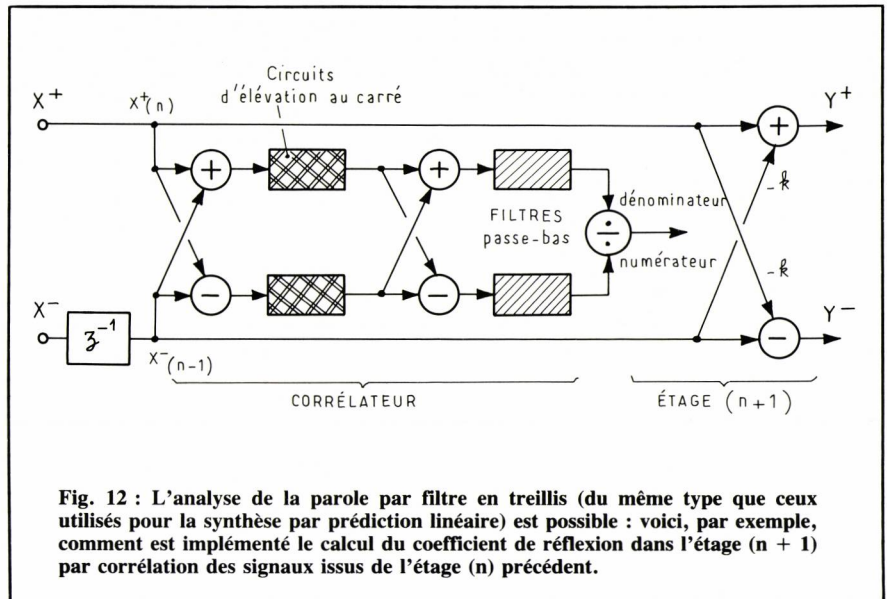 Circuits
d'élévation au carré
X+
X+(n)
Y+
+
+
+
-k
dénominateur
FILTRES
passe-bas
÷
numérateur
-k
−
−
−
X-
z-1
X-(n-1)
Y-
CORRÉLATEUR
ÉTAGE (n+1)
Fig. 12 : L'analyse de la parole par filtre en treillis (du même type que ceux
utilisés pour la synthèse par prédiction linéaire) est possible : voici, par exemple,
comment est implémenté le calcul du coefficient de réflexion dans l'étage (n + 1)
par corrélation des signaux issus de l'étage (n) précédent.